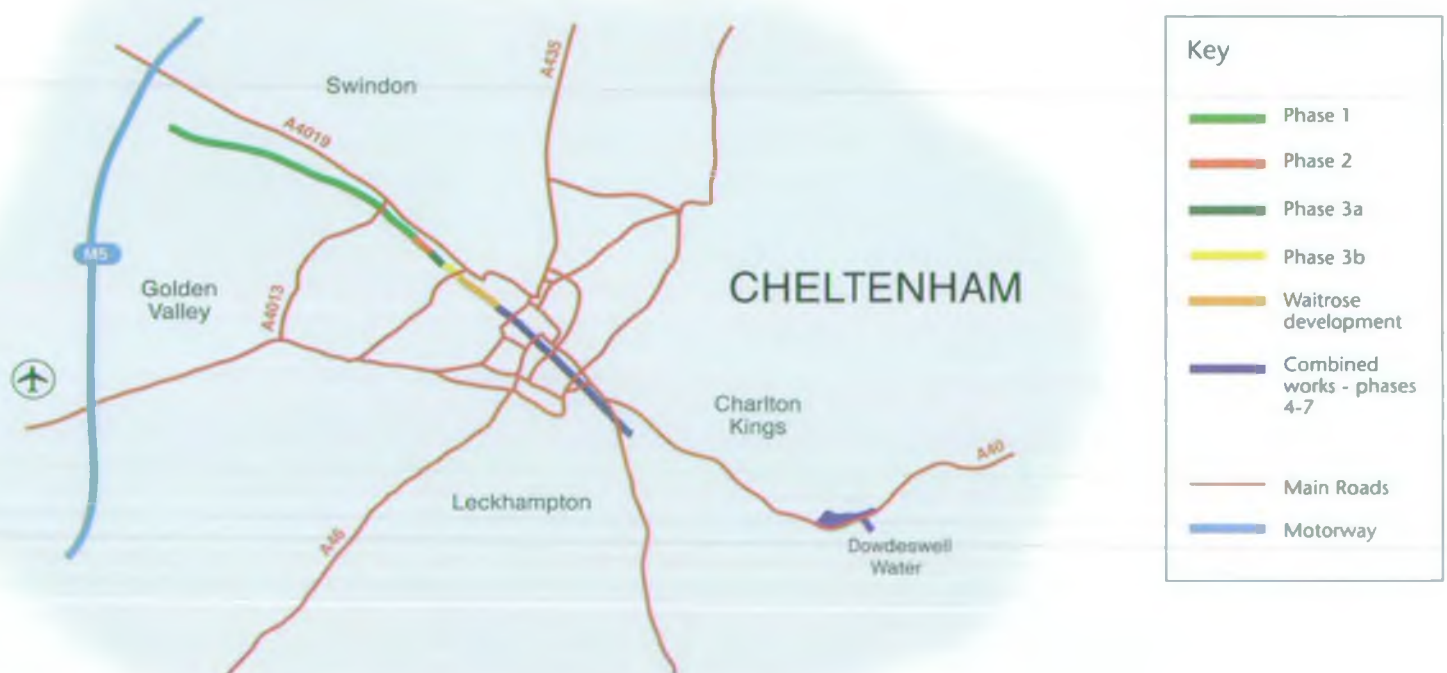 Swindon
A4019
A435
M5
Golden
Valley
A4013
CHELTENHAM
Charlton
Kings
Leckhampton
A46
A40
Dowdeswell
Water
Key
Phase 1
Phase 2
Phase 3a
Phase 3b
Waitrose
development
Combined
works - phases
4-7
Main Roads
Motorway